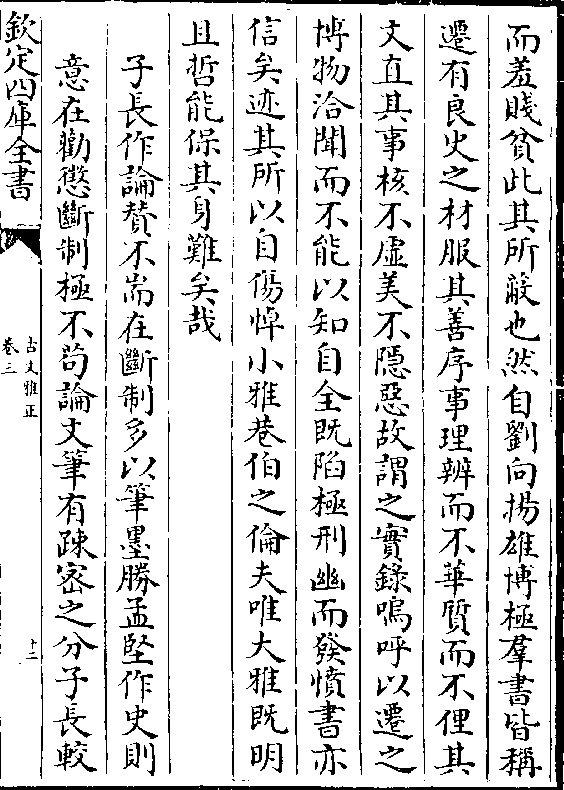 而羞賤貧此其所蔽也然自劉向揚雄博極羣書皆稱
遷有良史之材服其善序事理辨而不華質而不俚其
文直其事核不虛美不隱惡故謂之實錄嗚呼以遷之
博物洽聞而不能以知自全既陷極刑幽而發憤書亦
信矣迹其所以自傷悼小雅巷伯之倫夫唯大雅既明
且哲能保其身難矣哉
子長作論贊不耑在斷制多以筆墨勝孟堅作史則
意在勸懲斷制極不苟論文筆有疎密之分子長較
欽定四庫全書
古文雅正
卷三
十二